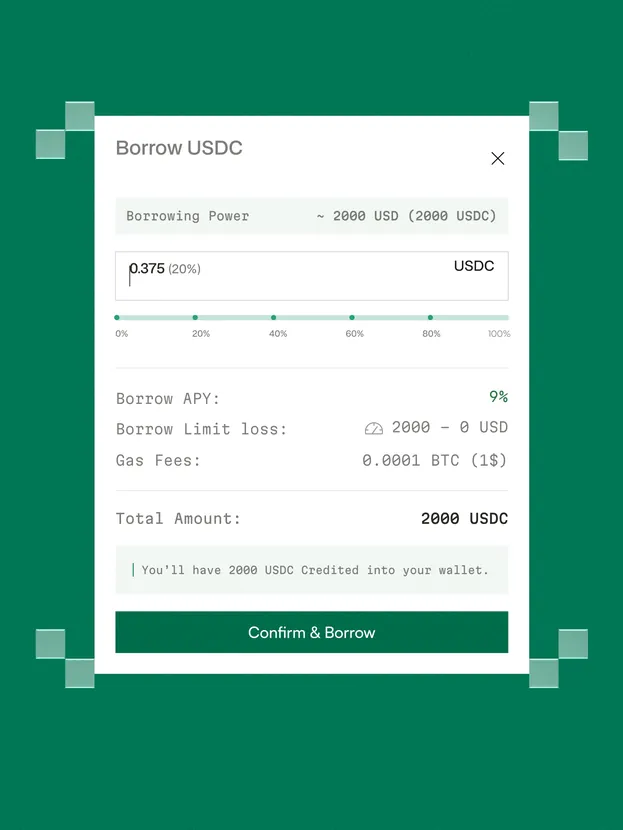 Borrow USDC
Borrowing Power ~ 2000 USD (2000 USDC)
0.375 (20%) USDC
0% 20% 40% 60% 80% 100%
Borrow APY: 9%
Borrow Limit loss: 2000 – 0 USD
Gas Fees: 0.0001 BTC (1$)
Total Amount: 2000 USDC
You’ll have 2000 USDC Credited into your wallet.
Confirm & Borrow